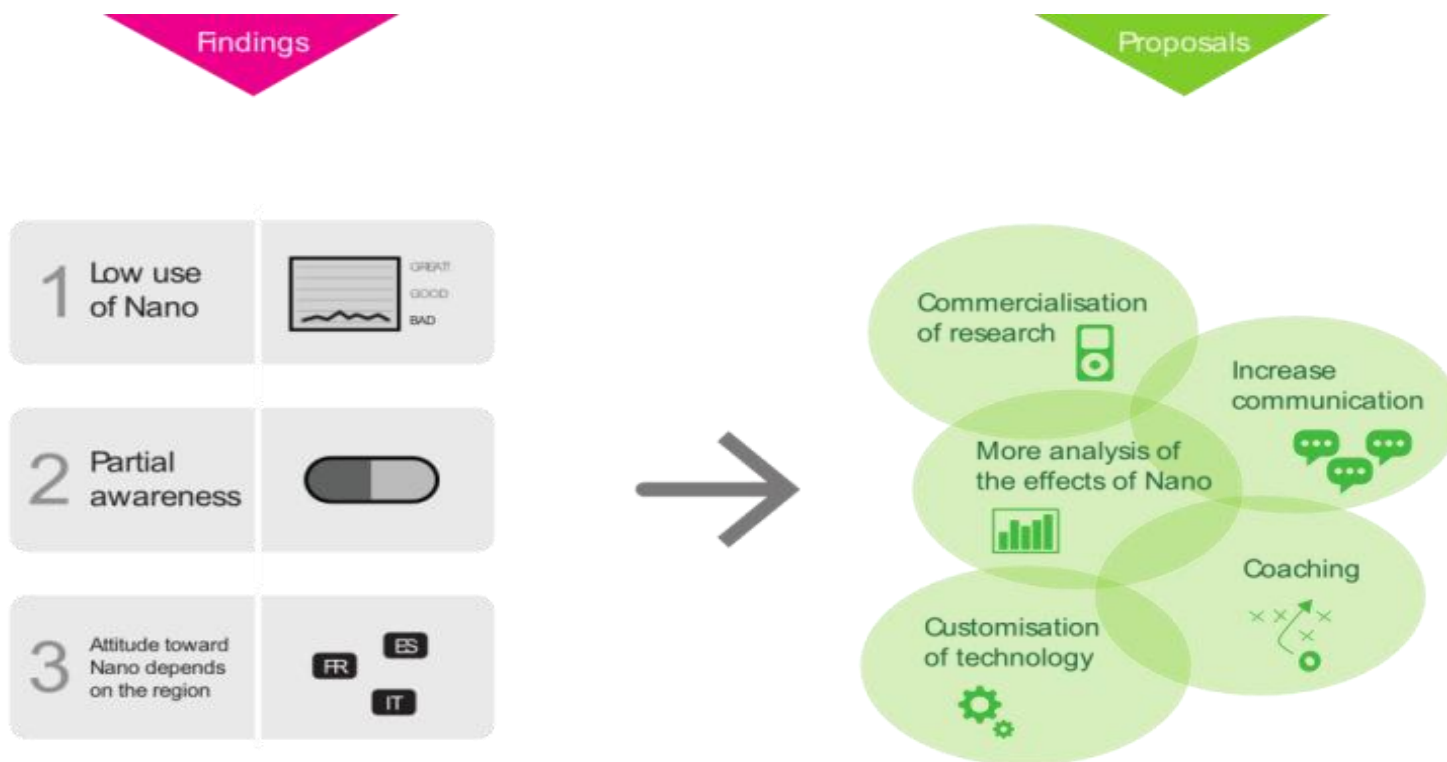 Findings
Proposals
1
Low use
of Nano
GREAT!
GOOD
BAD
2
Partial
awareness
3
Attitude toward
Nano depends
on the region
FR
ES
IT
Commercialisation
of research
Increase
communication
More analysis of
the effects of Nano
Coaching
Customisation
of technology